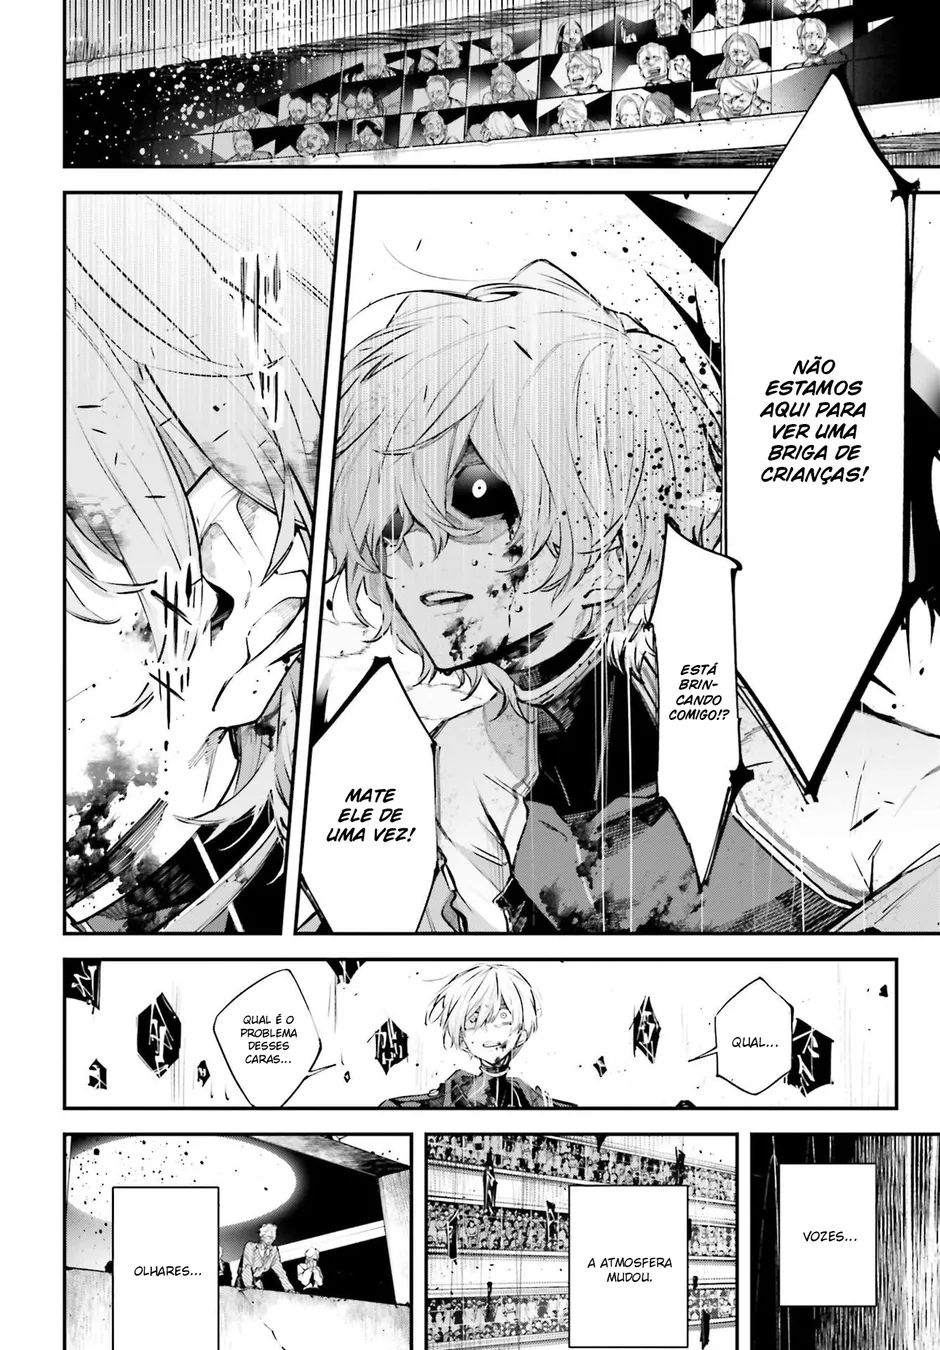 NÃO
ESTAMOS
AQUI PARA
VER UMA
BRIGA DE
CRIANÇAS!
ESTÁ
BRIN-
CANDO
COMIGO!?
MATE
ELE DE
UMA VEZ!
QUAL...
QUAL É O
PROBLEMA
DESSES
CARAS...
VOZES...
A ATMOSFERA
MUDOU.
OLHARES...